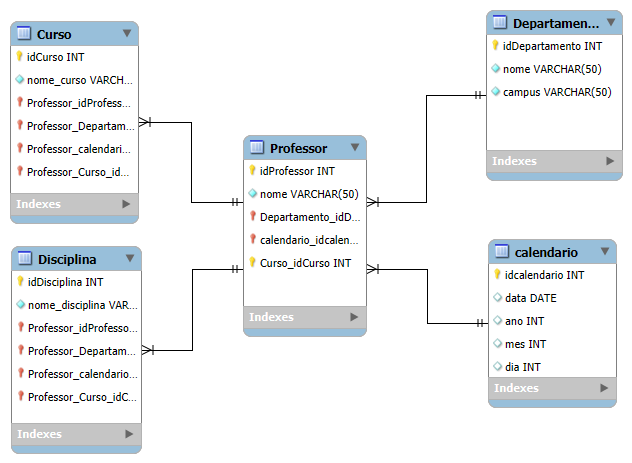 Curso
idCurso INT
nome_curso VARCH...
Professor_idProfess...
Professor_Departam...
Professor_calendari...
Professor_Curso_id...
Indexes
Disciplina
idDisciplina INT
nome_disciplina VAR...
Professor_idProfesso...
Professor_Departam...
Professor_calendario...
Professor_Curso_idC...
Indexes
Professor
idProfessor INT
nome VARCHAR(50)
Departamento_idD...
calendario_idcalen...
Curso_idCurso INT
Indexes
Departamen...
idDepartamento INT
nome VARCHAR(50)
campus VARCHAR(50)
Indexes
calendario
idcalendario INT
data DATE
ano INT
mes INT
dia INT
Indexes